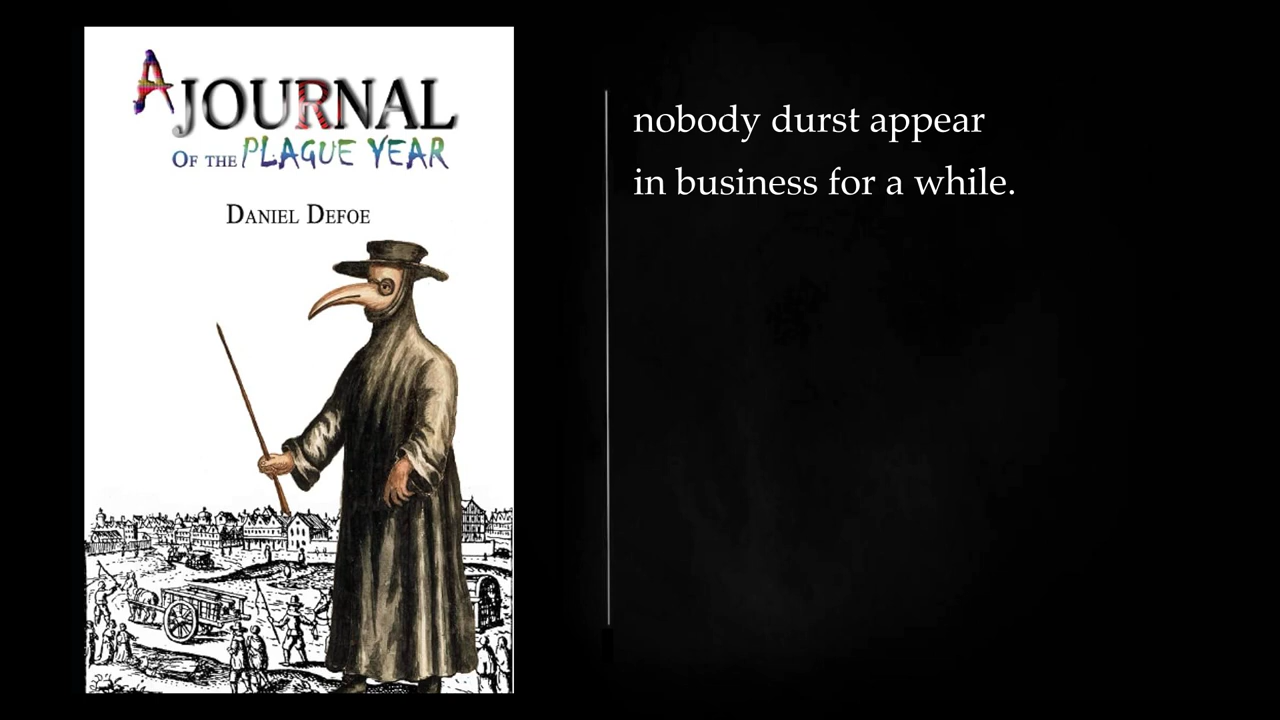 A JOURNAL
OF THE PLAGUE YEAR
DANIEL DEFOE
nobody durst appear
in business for a while.